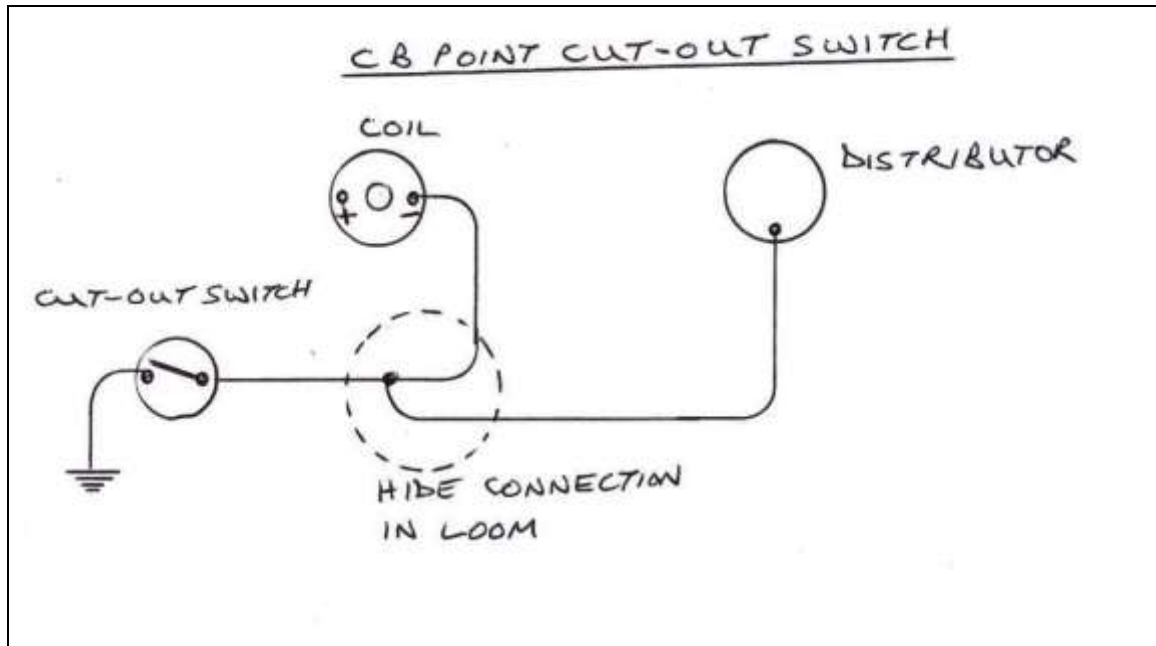 CB POINT CUT-OUT SWITCH
COIL
+ −
DISTRIBUTOR
CUT-OUT SWITCH
HIDE CONNECTION
IN LOOM